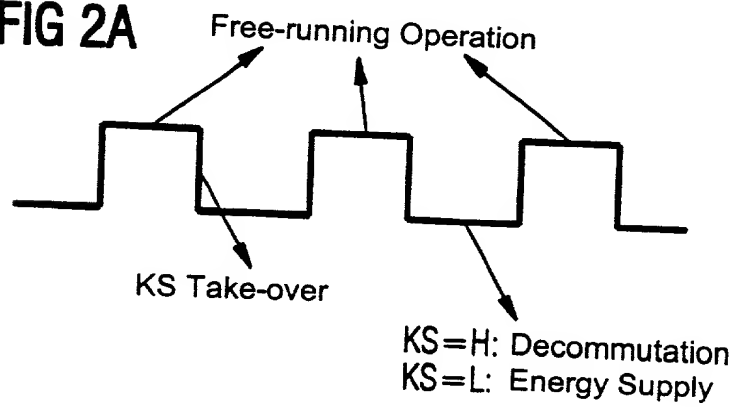 FIG 2A
Free-running Operation
KS Take-over
KS=H: Decommutation
KS=L: Energy Supply